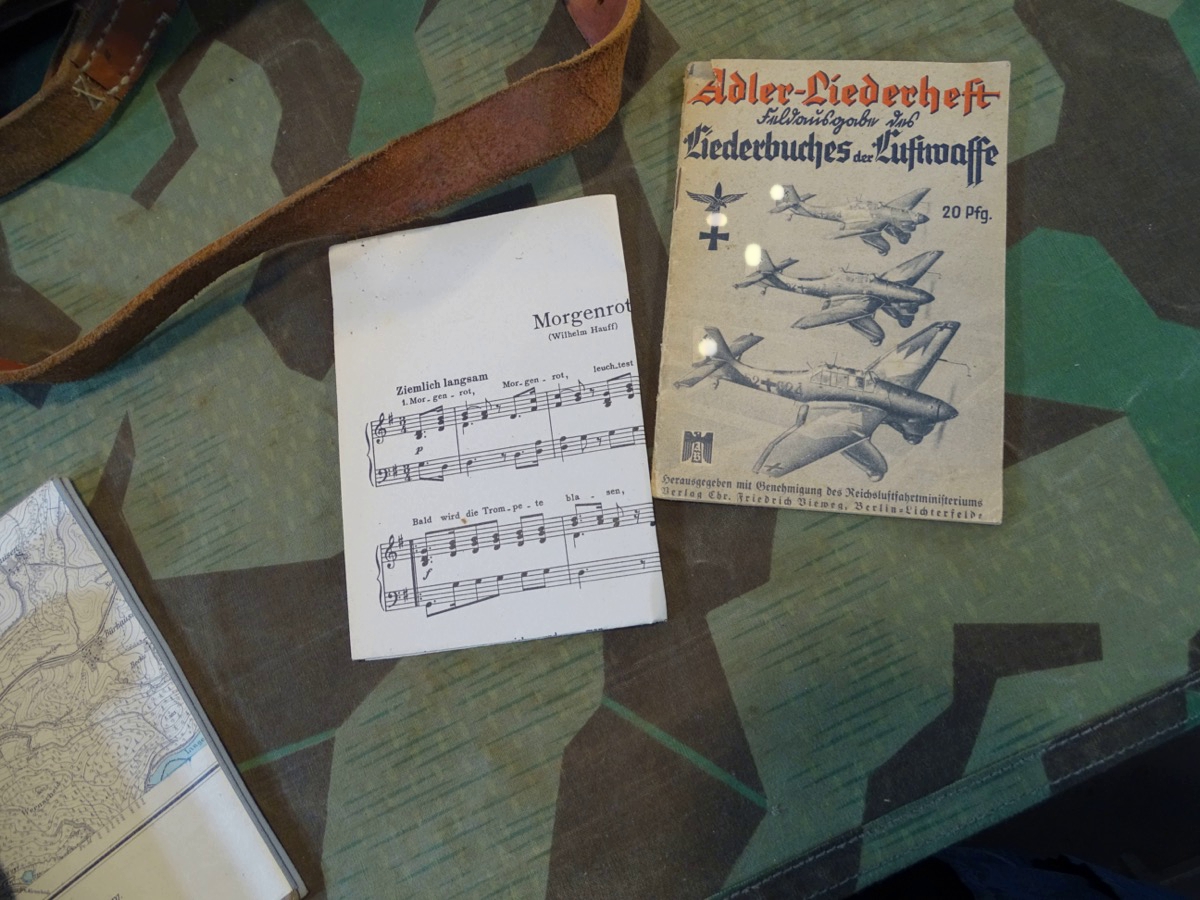 Adler-Liederheft
Feldausgabe des
Liederbuches der Luftwaffe
20 Pfg.
Herausgegeben mit Genehmigung des Reichsluftfahrtministeriums
Verlag Chr. Friedrich Vieweg, Berlin=Lichterfelde
Morgenrot
(Wilhelm Hauff)
Ziemlich langsam
1. Mor - gen - rot, Mor - gen - rot, leuch_test
p
Bald wird die Trom - pe - te bla - sen,
f